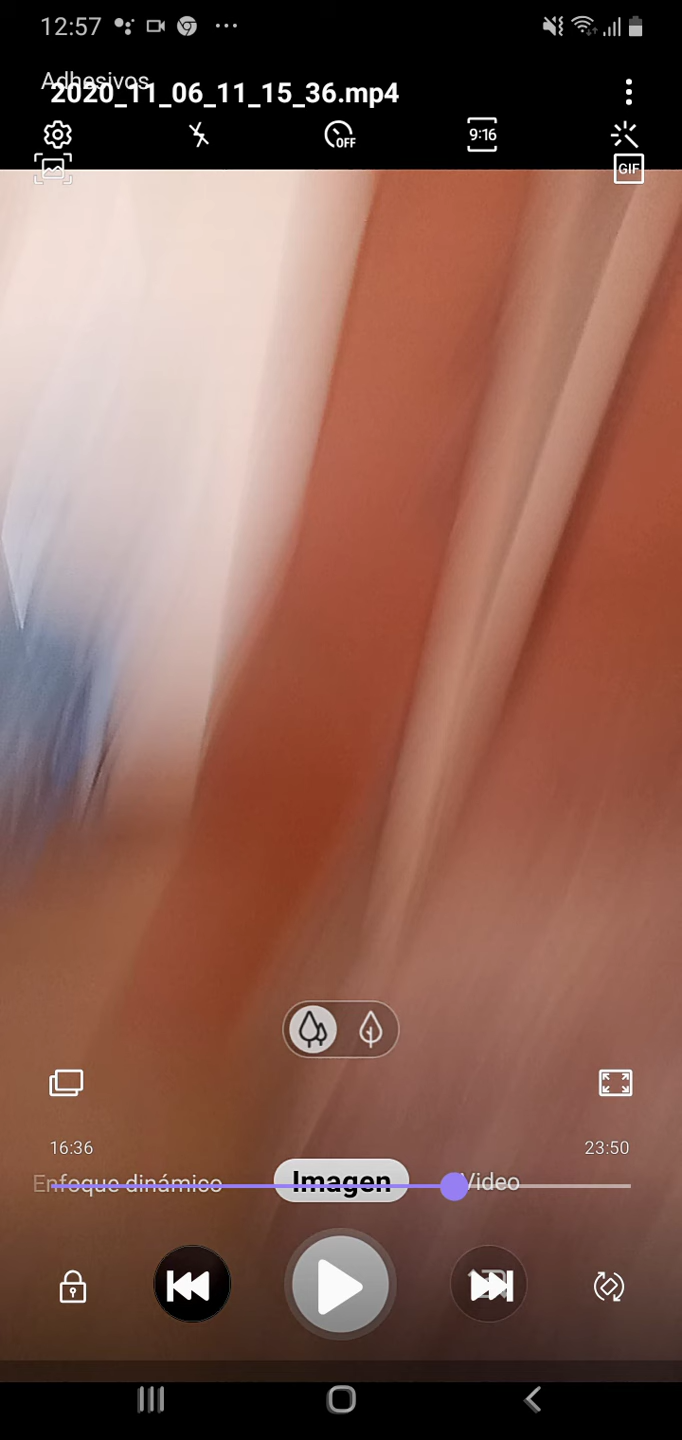 12:57
Adhesivos
2020_11_06_11_15_36.mp4
OFF
9:16
GIF
16:36
23:50
Enfoque dinámico
Imagen
Video